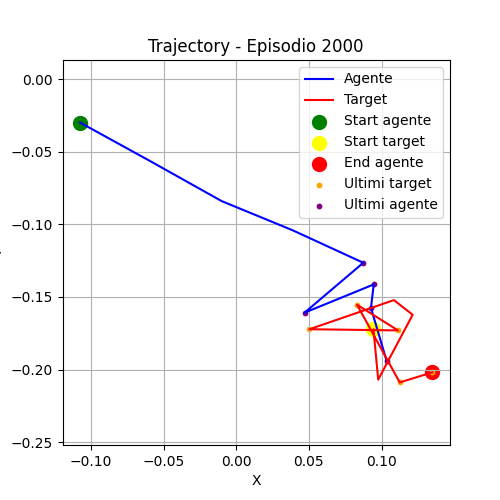 Trajectory - Episodio 2000
0.00
−0.05
−0.10
−0.15
−0.20
−0.25
Agente
Target
Start agente
Start target
End agente
Ultimi target
Ultimi agente
−0.10
−0.05
0.00
0.05
0.10
X